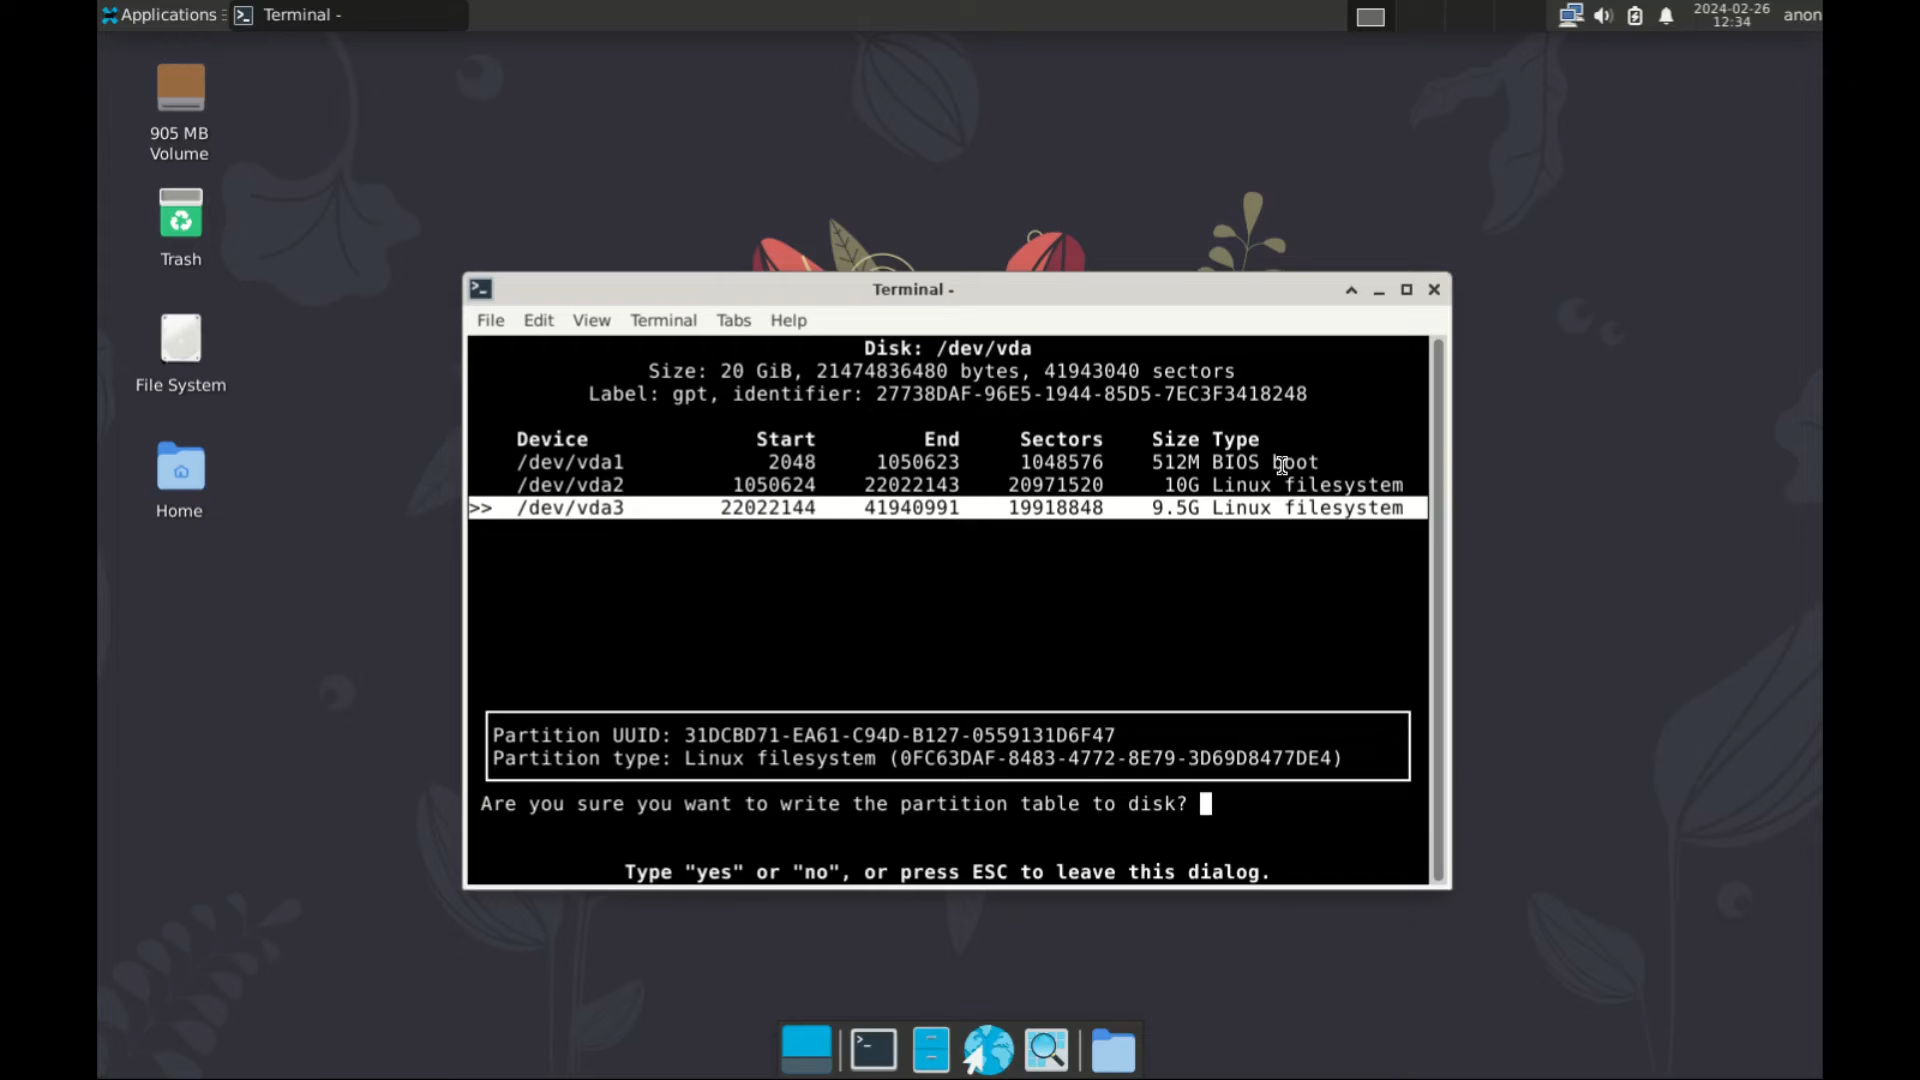 Applications
Terminal -
2024-02-26
12:34
anon
905 MB
Volume
Trash
File System
Home
Terminal -
File Edit View Terminal Tabs Help
Disk: /dev/vda
Size: 20 GiB, 21474836480 bytes, 41943040 sectors
Label: gpt, identifier: 27738DAF-96E5-1944-85D5-7EC3F3418248
Device Start End Sectors Size Type
/dev/vda1 2048 1050623 1048576 512M BIOS boot
/dev/vda2 1050624 22022143 20971520 10G Linux filesystem
>> /dev/vda3 22022144 41940991 19918848 9.5G Linux filesystem
Partition UUID: 31DCBD71-EA61-C94D-B127-0559131D6F47
Partition type: Linux filesystem (0FC63DAF-8483-4772-8E79-3D69D8477DE4)
Are you sure you want to write the partition table to disk?
Type "yes" or "no", or press ESC to leave this dialog.